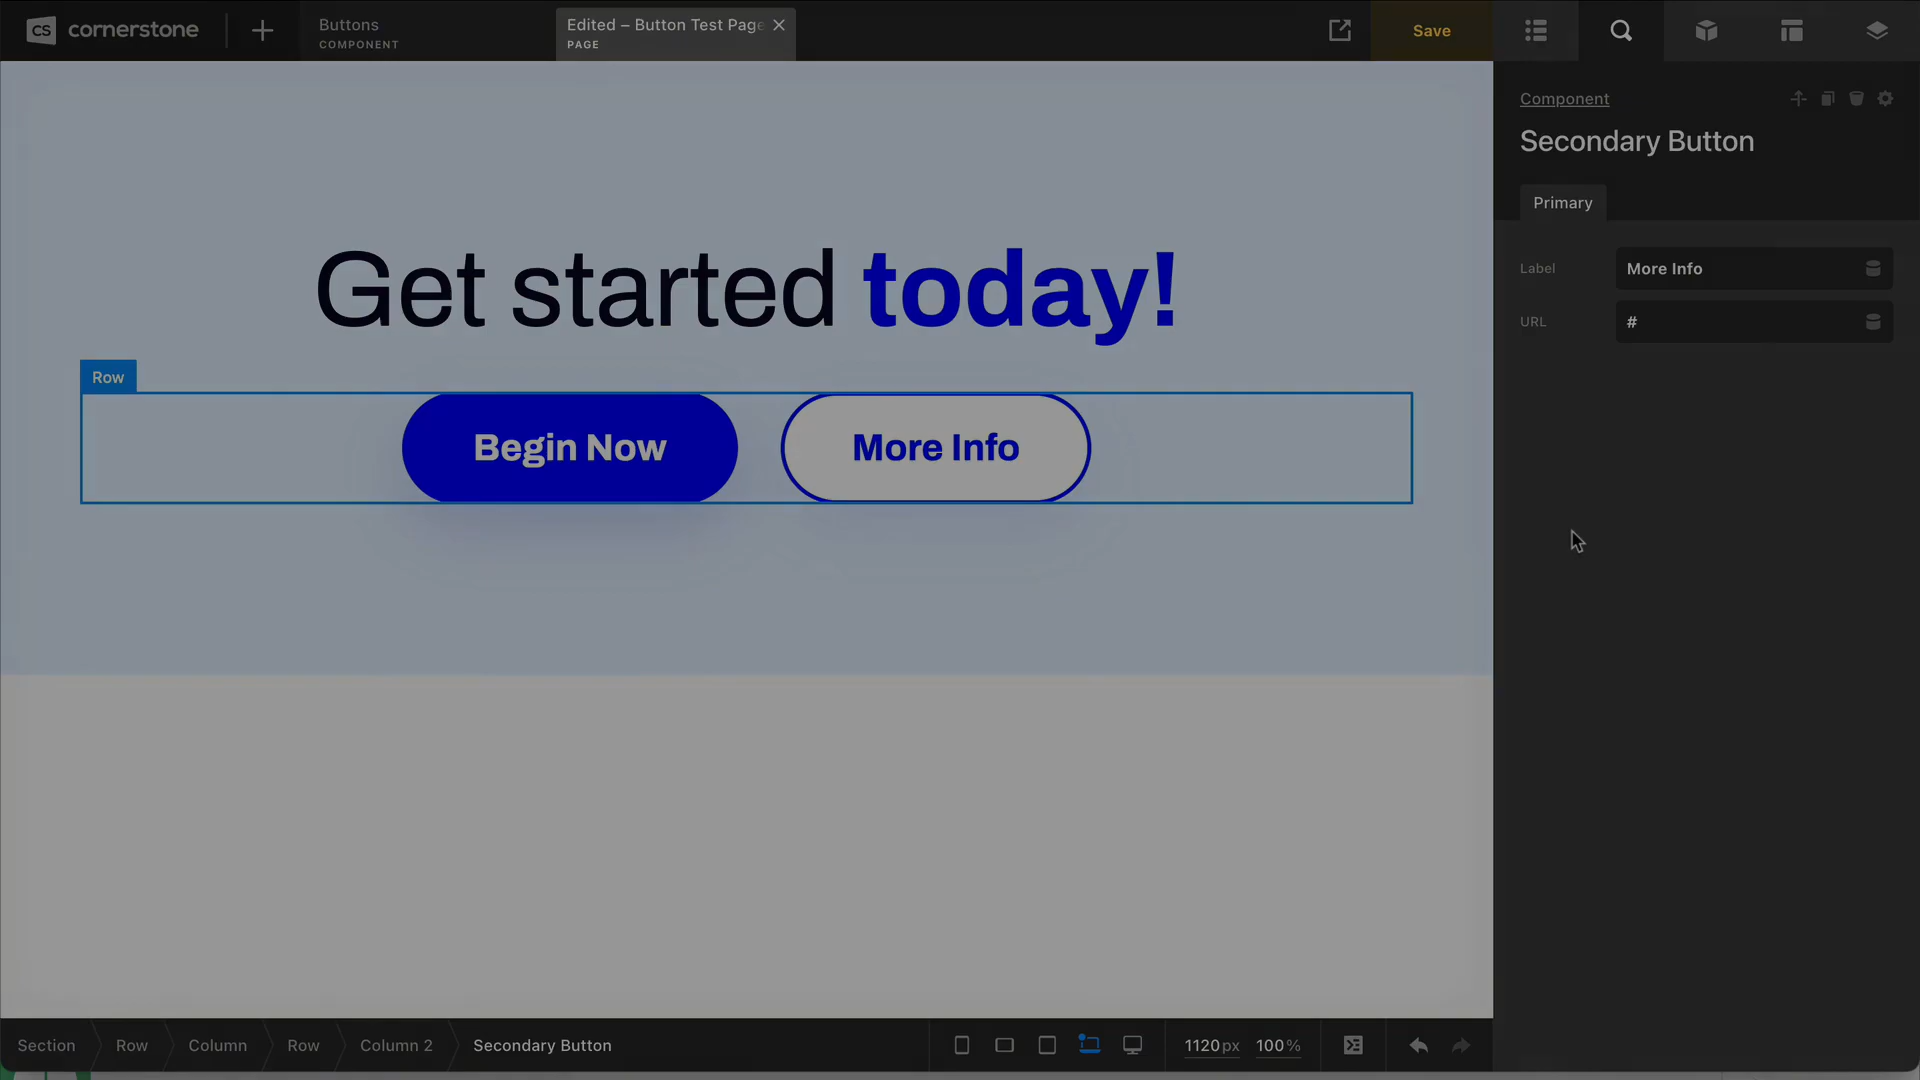 CS cornerstone
Buttons
COMPONENT
Edited – Button Test Page
PAGE
Save
Component
Secondary Button
Primary
Label
More Info
URL
#
Get started today!
Row
Begin Now
More Info
Section
Row
Column
Row
Column 2
Secondary Button
1120px
100%